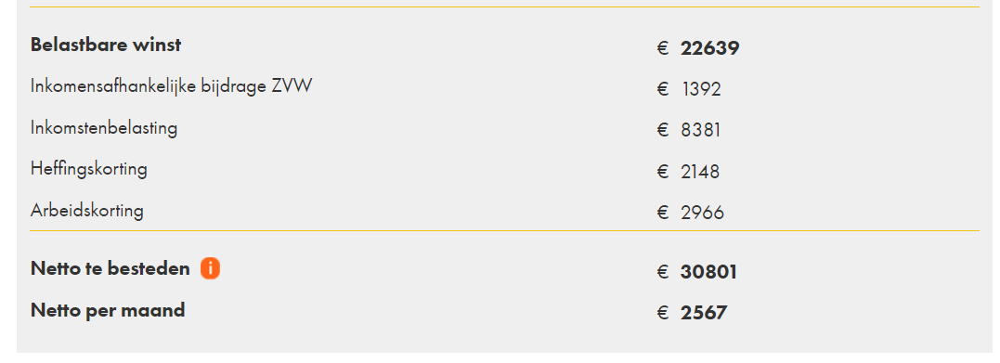 Belastbare winst € 22639
Inkomensafhankelijke bijdrage ZVW € 1392
Inkomstenbelasting € 8381
Heffingskorting € 2148
Arbeidskorting € 2966
Netto te besteden i € 30801
Netto per maand € 2567